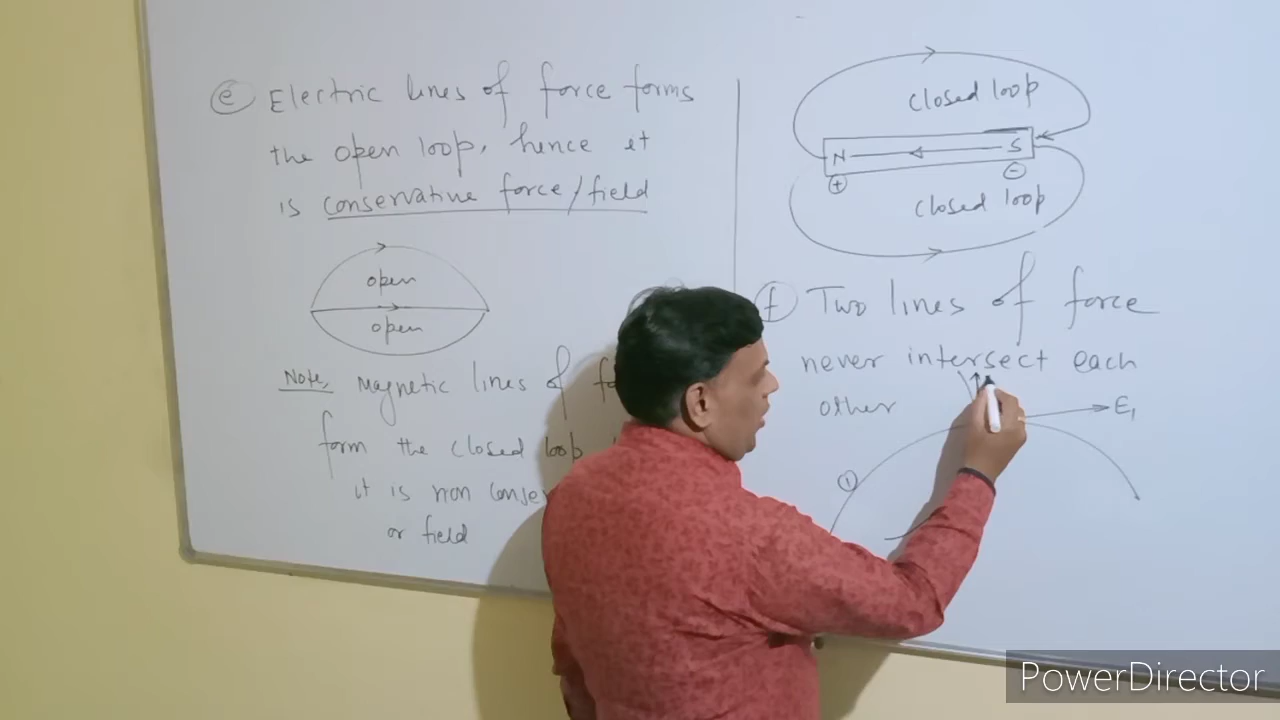 e Electric lines of force forms
the open loop, hence it
is conservative force/field
open
open
Note, Magnetic lines of
form the closed loop
it is non
or field
closed loop
N S
+ -
closed loop
f Two lines of force
never intersect each
other
E1
1
PowerDirector